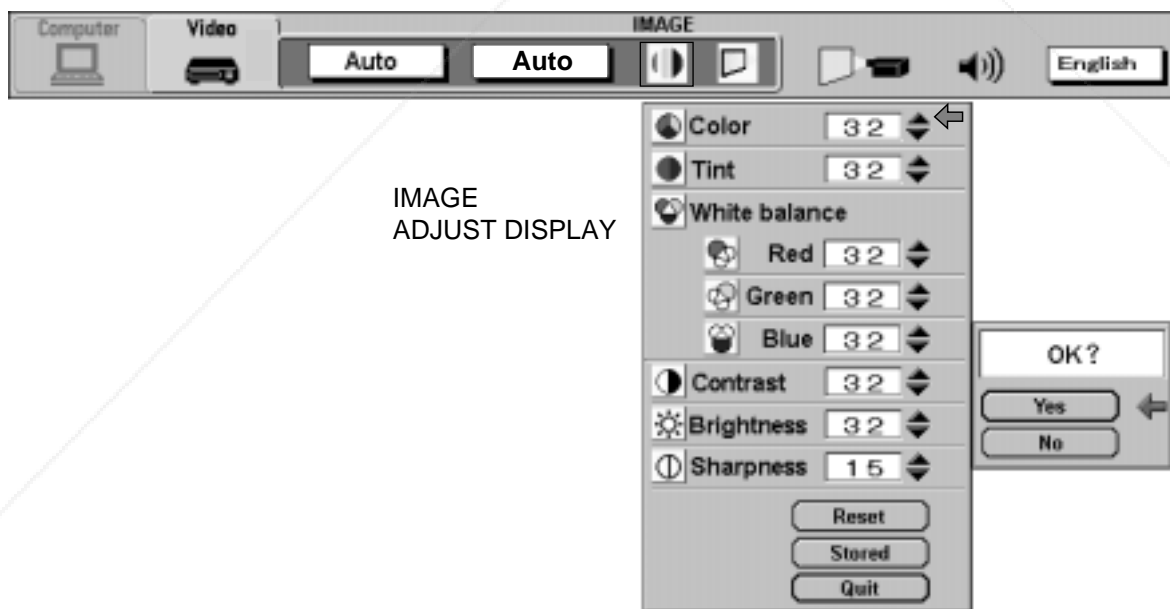 Computer
Video
IMAGE
Auto
Auto
English
IMAGE
ADJUST DISPLAY
Color 32
Tint 32
White balance
Red 32
Green 32
Blue 32
Contrast 32
Brightness 32
Sharpness 15
Reset
Stored
Quit
OK?
Yes
No